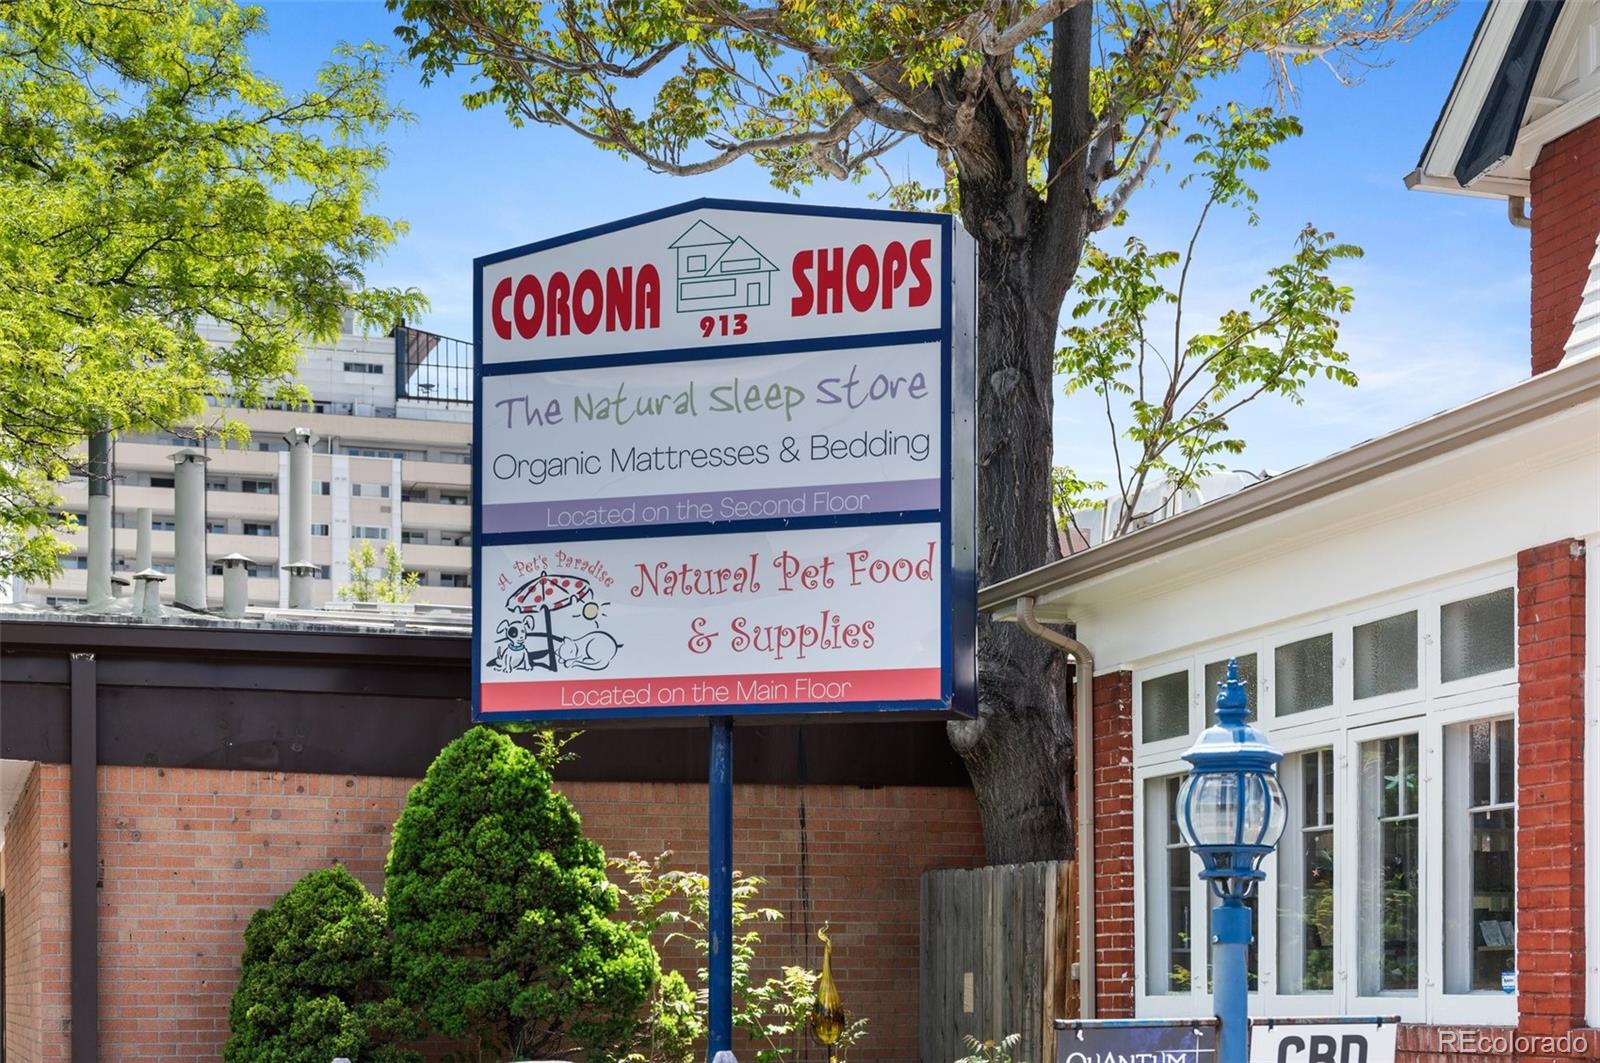 CORONA SHOPS
913
The Natural Sleep Store
Organic Mattresses & Bedding
Located on the Second Floor
A Pet's Paradise
Natural Pet Food
& Supplies
Located on the Main Floor
QUANTUM
CBD
REcolorado